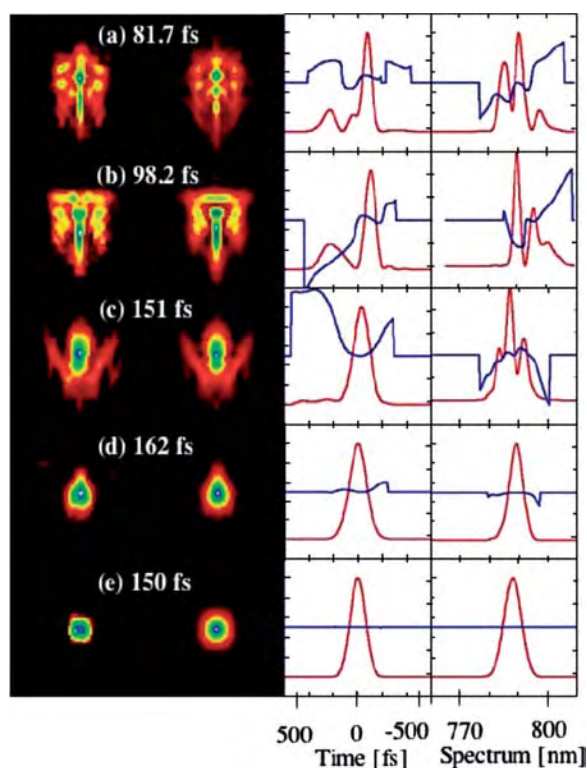 (a) 81.7 fs
(b) 98.2 fs
(c) 151 fs
(d) 162 fs
(e) 150 fs
500 0 -500 770 800
Time [fs] Spectrum [nm]